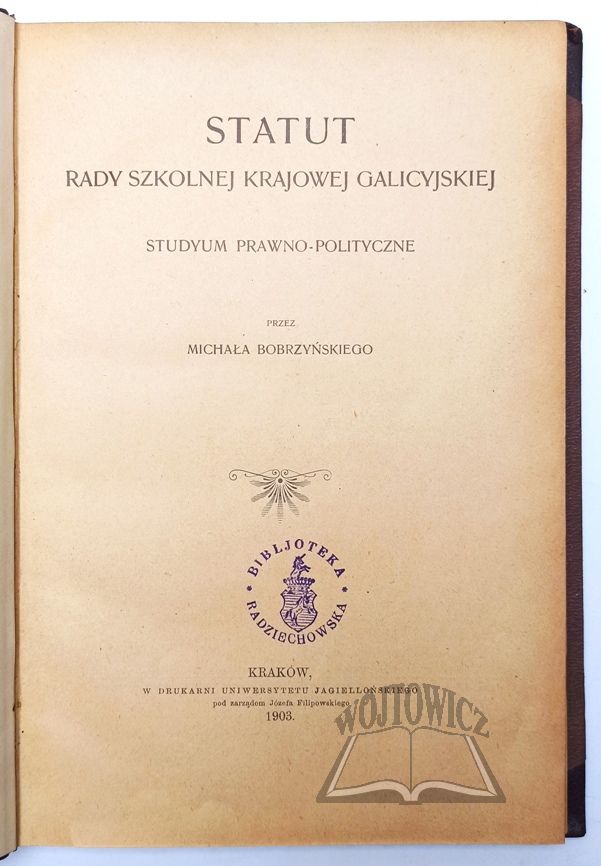 STATUT
RADY SZKOLNEJ KRAJOWEJ GALICYJSKIEJ
STUDYUM PRAWNO-POLITYCZNE
PRZEZ
MICHAŁA BOBRZYŃSKIEGO
* BIBLJOTEKA *
RADZIECHOWSKA
KRAKÓW,
W DRUKARNI UNIWERSYTETU JAGIELLOŃSKIEGO
pod zarządem Józefa Filipowskiego
1903.
WÓJTOWICZ